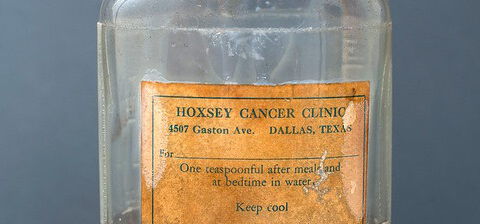 HOXSEY CANCER CLINIC
4507 Gaston Ave. DALLAS, TEXAS
For
One teaspoonful after meals and
at bedtime in water.
Keep cool